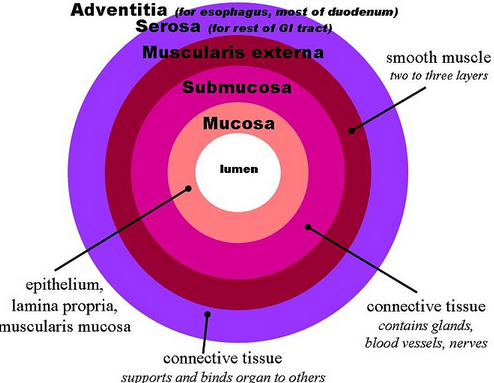 Adventitia (for esophagus, most of duodenum)
Serosa (for rest of GI tract)
Muscularis externa
smooth muscle
two to three layers
Submucosa
Mucosa
lumen
epithelium,
lamina propria,
muscularis mucosa
connective tissue
contains glands,
blood vessels, nerves
connective tissue
supports and binds organ to others